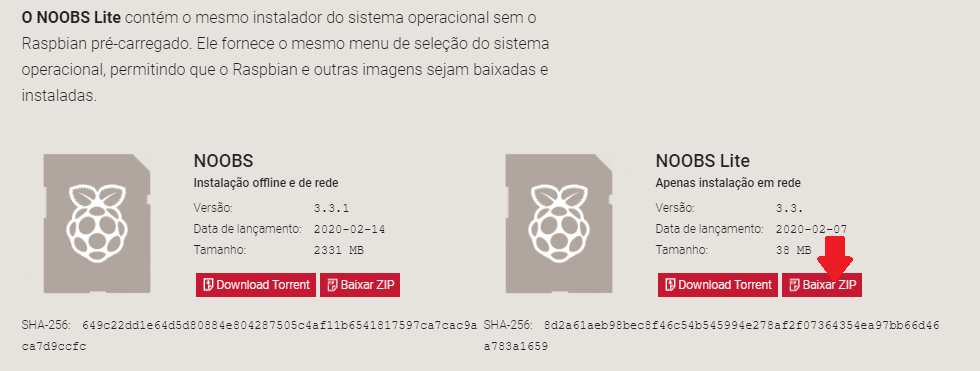 O NOOBS Lite contém o mesmo instalador do sistema operacional sem o
Raspbian pré-carregado. Ele fornece o mesmo menu de seleção do sistema
operacional, permitindo que o Raspbian e outras imagens sejam baixadas e
instaladas.
NOOBS
Instalação offline e de rede
Versão: 3.3.1
Data de lançamento: 2020-02-14
Tamanho: 2331 MB
Download Torrent Baixar ZIP
SHA-256: 649c22dd1e64d5d80884e804287505c4af11b6541817597ca7cac9a
ca7d9ccfc
NOOBS Lite
Apenas instalação em rede
Versão: 3.3.
Data de lançamento: 2020-02-07
Tamanho: 38 MB
Download Torrent Baixar ZIP
SHA-256: 8d2a61aeb98bec8f46c54b545994e278af2f07364354ea97bb66d46
a783a1659